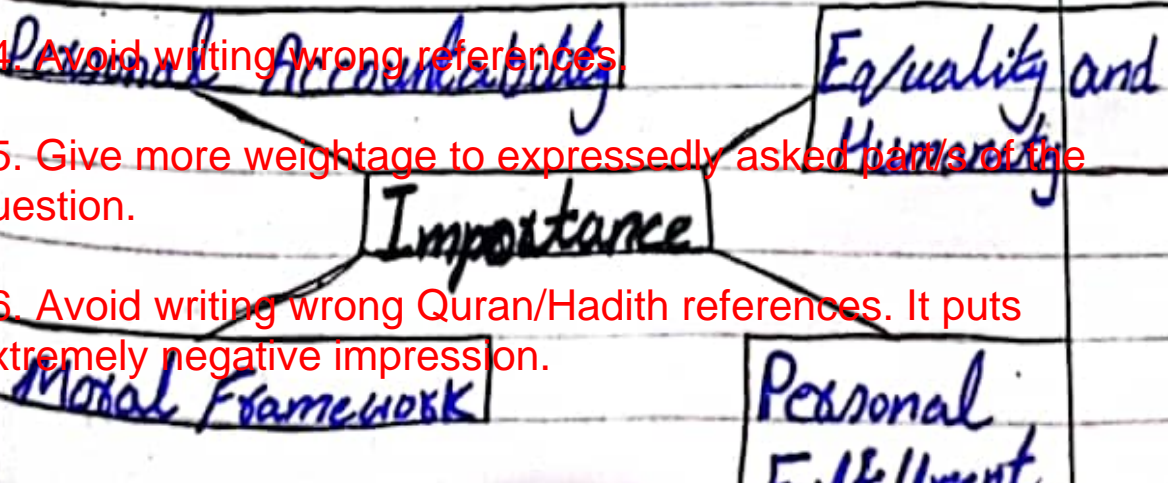 Personal Accountability
4. Avoid writing wrong references.
Equality and
Humanity
5. Give more weightage to expressedly asked part/s of the
uestion.
Importance
6. Avoid writing wrong Quran/Hadith references. It puts
xtremely negative impression.
Moral Framework
Personal
Fulfillment